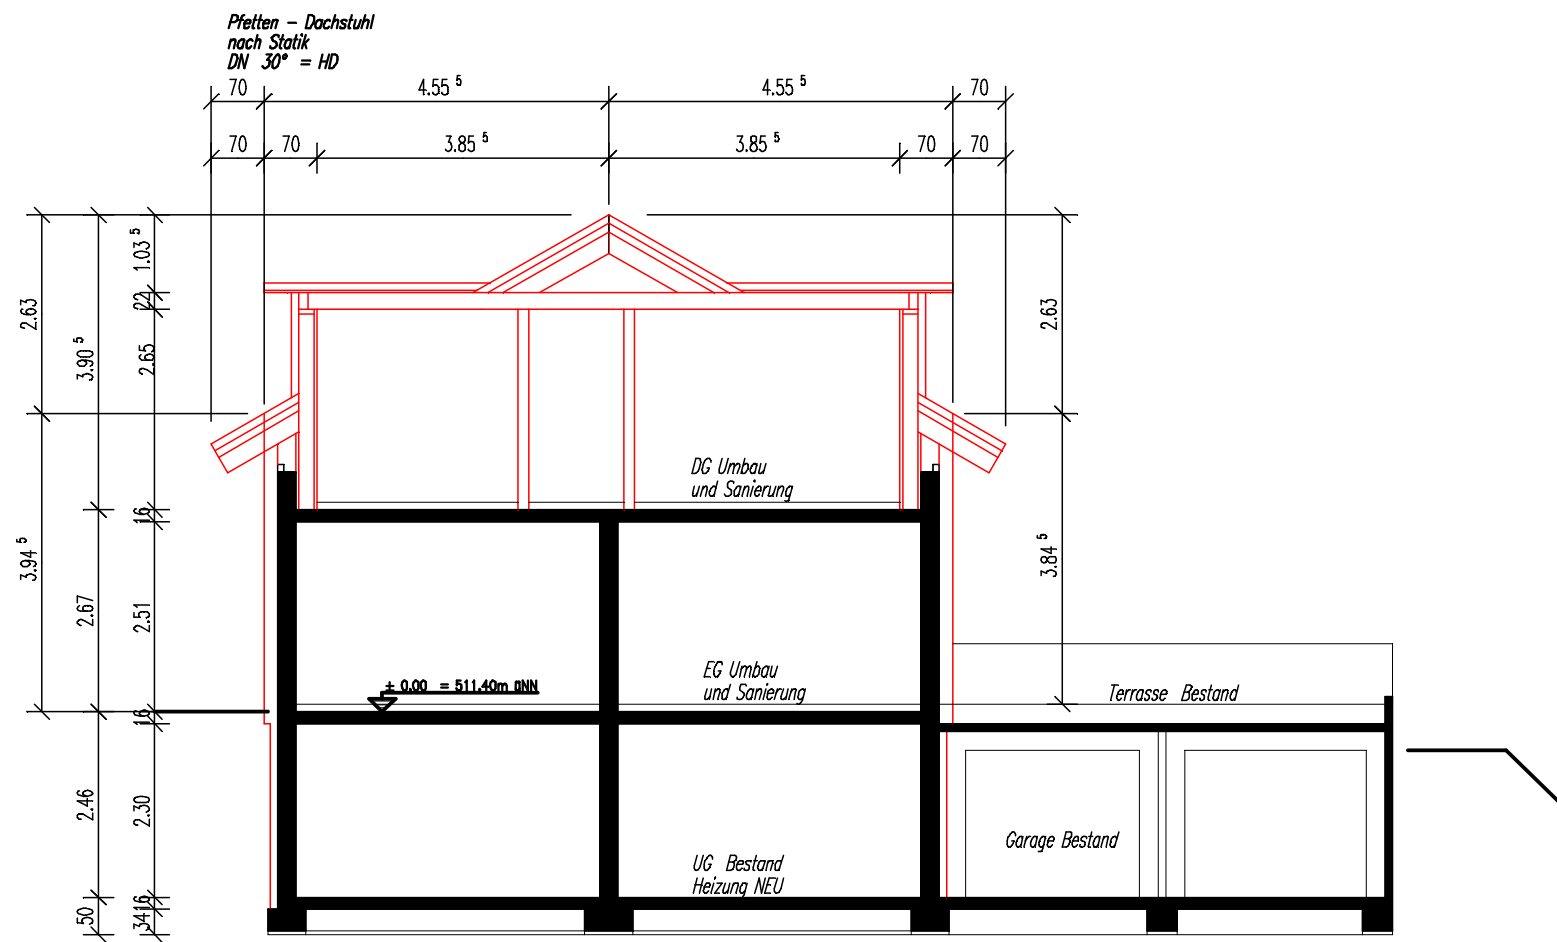 Pfetten - Dachstuhl
nach Statik
DN 30° = HD
70 4.55 5 4.55 5 70
70 70 3.85 5 3.85 5 70 70
1.03 5
22
2.63
3.90 5
2.65
2.63
DG Umbau
und Sanierung
16
3.94 5
2.67
2.51
3.84 5
EG Umbau
und Sanierung
± 0.00 = 511.40m üNN
Terrasse Bestand
16
2.46
2.30
Garage Bestand
UG Bestand
Heizung NEU
16
50
34